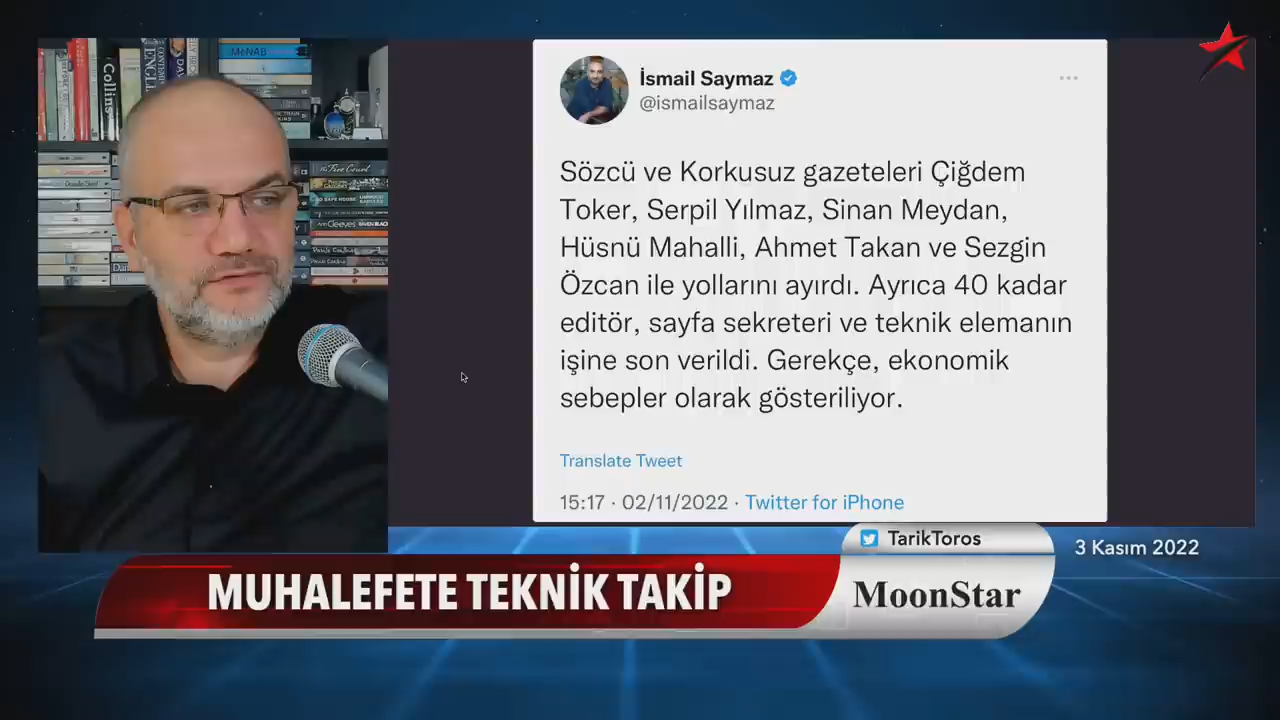 McNAB
Collins
İsmail Saymaz
@ismailsaymaz
Sözcü ve Korkusuz gazeteleri Çiğdem
Toker, Serpil Yılmaz, Sinan Meydan,
Hüsnü Mahalli, Ahmet Takan ve Sezgin
Özcan ile yollarını ayırdı. Ayrıca 40 kadar
editör, sayfa sekreteri ve teknik elemanın
işine son verildi. Gerekçe, ekonomik
sebepler olarak gösteriliyor.
Translate Tweet
15:17 · 02/11/2022 · Twitter for iPhone
TarikToros
3 Kasım 2022
MUHALEFETE TEKNİK TAKİP
MoonStar